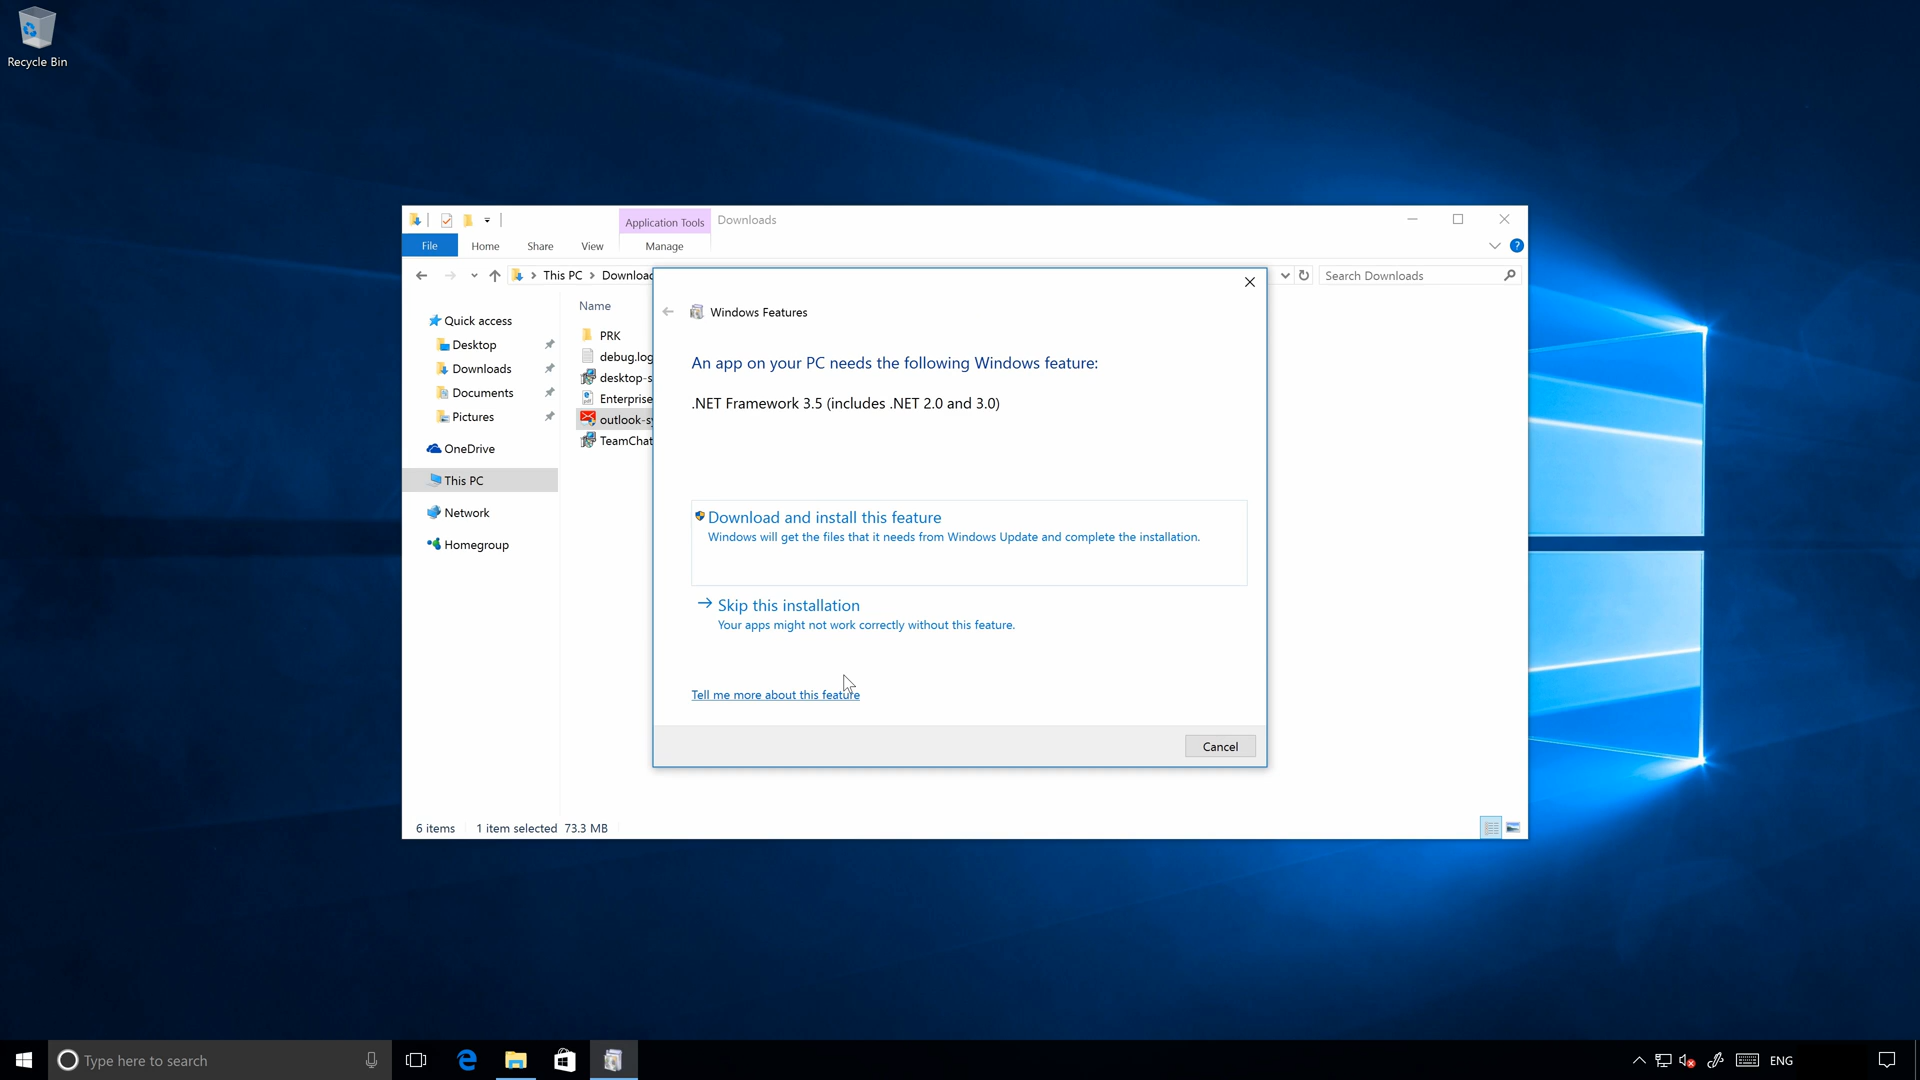 Recycle Bin
Application Tools
Downloads
File
Home
Share
View
Manage
This PC
Search Downloads
Name
Quick access
Desktop
Downloads
Documents
Pictures
OneDrive
This PC
Network
Homegroup
PRK
debug.log
Enterprise
TeamChat
Windows Features
An app on your PC needs the following Windows feature:
.NET Framework 3.5 (includes .NET 2.0 and 3.0)
Download and install this feature
Windows will get the files that it needs from Windows Update and complete the installation.
Skip this installation
Your apps might not work correctly without this feature.
Tell me more about this feature
Cancel
6 items
1 item selected 73.3 MB
Type here to search
ENG